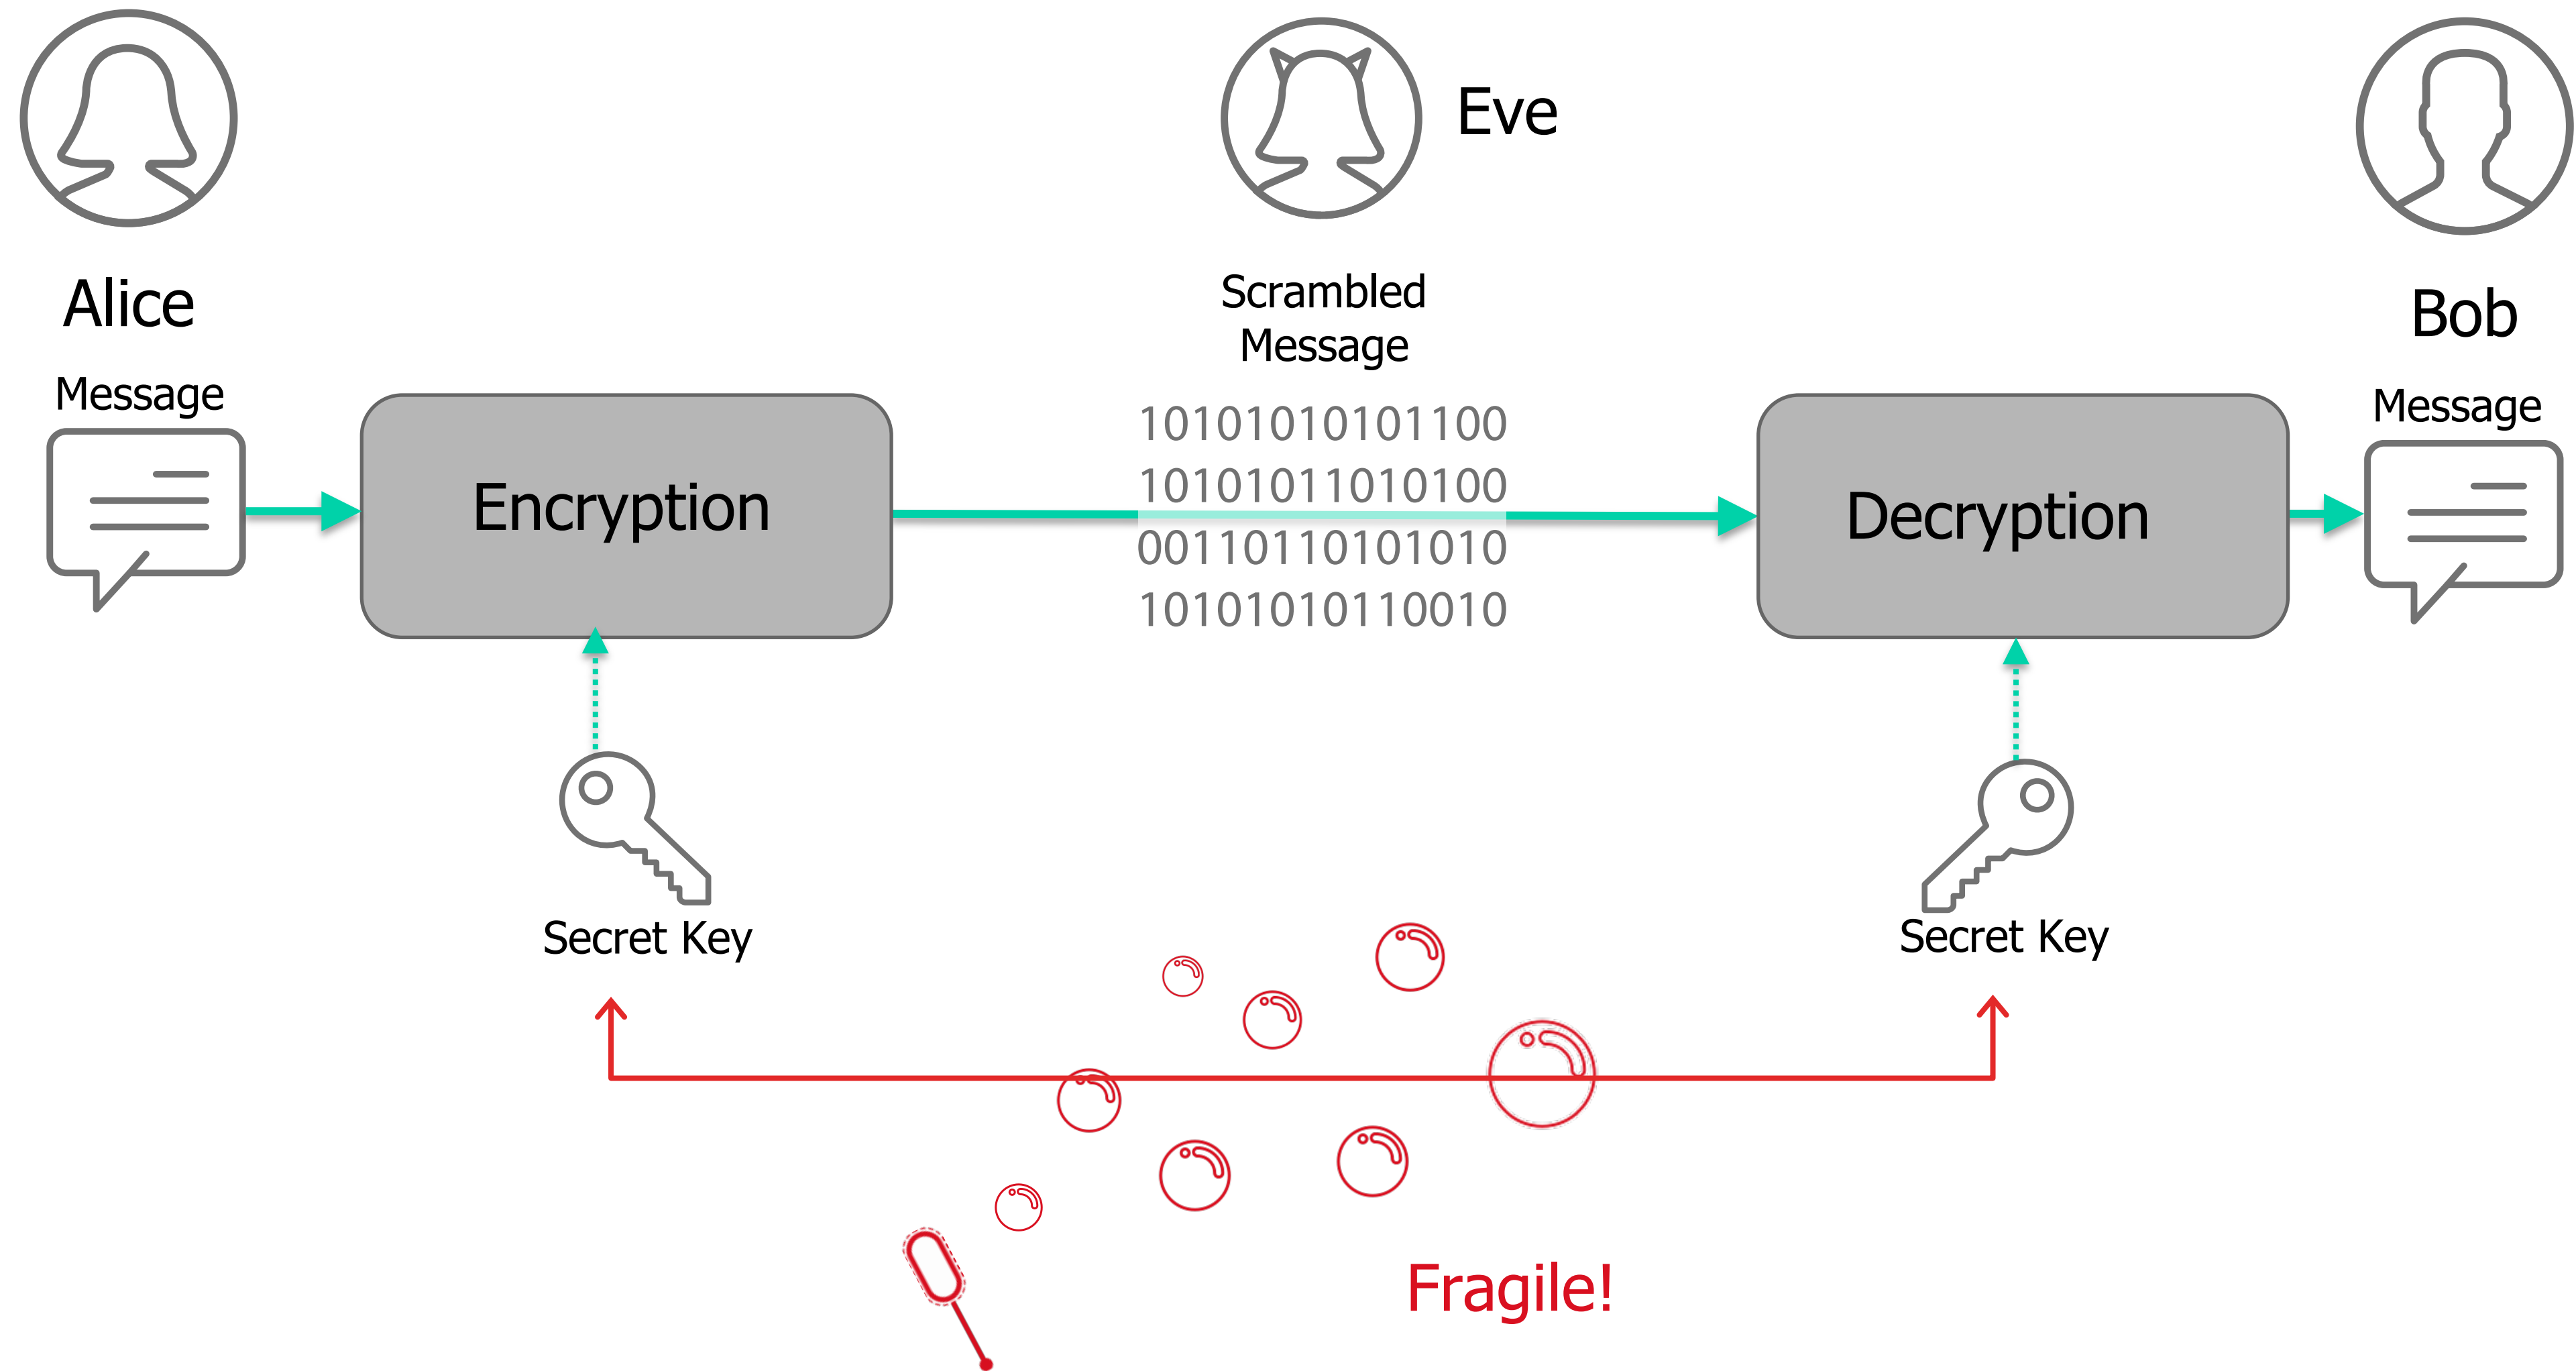 Alice
Eve
Bob
Message
Scrambled
Message
Message
Encryption
10101010101100
10101011010100
00110110101010
10101010110010
Decryption
Secret Key
Secret Key
Fragile!